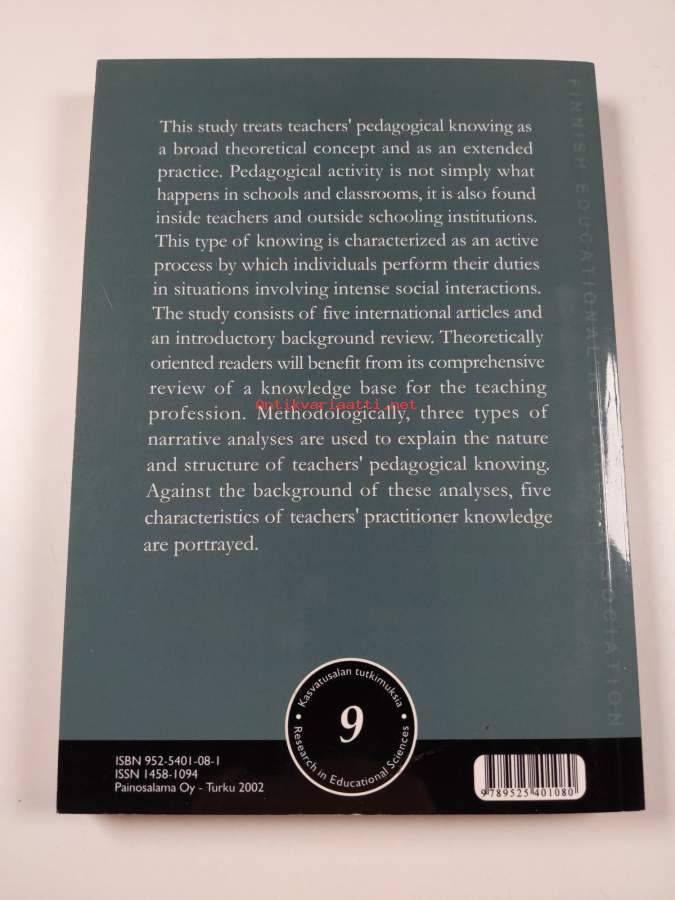 This study treats teachers' pedagogical knowing as
a broad theoretical concept and as an extended
practice. Pedagogical activity is not simply what
happens in schools and classrooms, it is also found
inside teachers and outside schooling institutions.
This type of knowing is characterized as an active
process by which individuals perform their duties
in situations involving intense social interactions.
The study consists of five international articles and
an introductory background review. Theoretically
oriented readers will benefit from its comprehensive
review of a knowledge base for the teaching
profession. Methodologically, three types of
narrative analyses are used to explain the nature
and structure of teachers' pedagogical knowing.
Against the background of these analyses, five
characteristics of teachers' practitioner knowledge
are portrayed.
Antikvariaatti.net
FINNISH EDUCATIONAL
ASSOCIATION
• Kasvatusalan tutkimuksia •
9
Research in Educational Sciences
ISBN 952-5401-08-1
ISSN 1458-1094
Painosalama Oy - Turku 2002
9 789525 401080